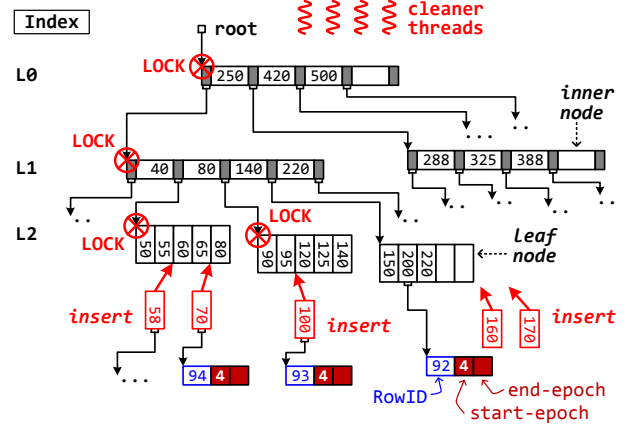 Index
root
cleaner
threads
LOCK
L0
250 420 500
inner
node
... ..
LOCK
L1
40 80 140 220
288 325 388
.. .. .. ..
.. ..
LOCK
L2
LOCK
50 55 60 65 80
90 95 120 125 140
150 200 220
leaf
node
insert
58
70
100
insert
160
170
insert
...
94 4
93 4
92 4
RowID
end-epoch
start-epoch